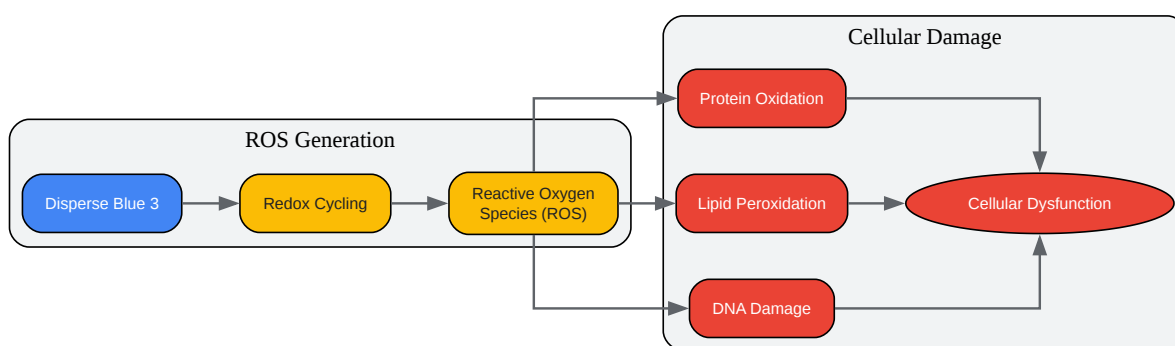 Cellular Damage
Protein Oxidation
ROS Generation
Disperse Blue 3
Redox Cycling
Reactive Oxygen
Species (ROS)
Lipid Peroxidation
Cellular Dysfunction
DNA Damage